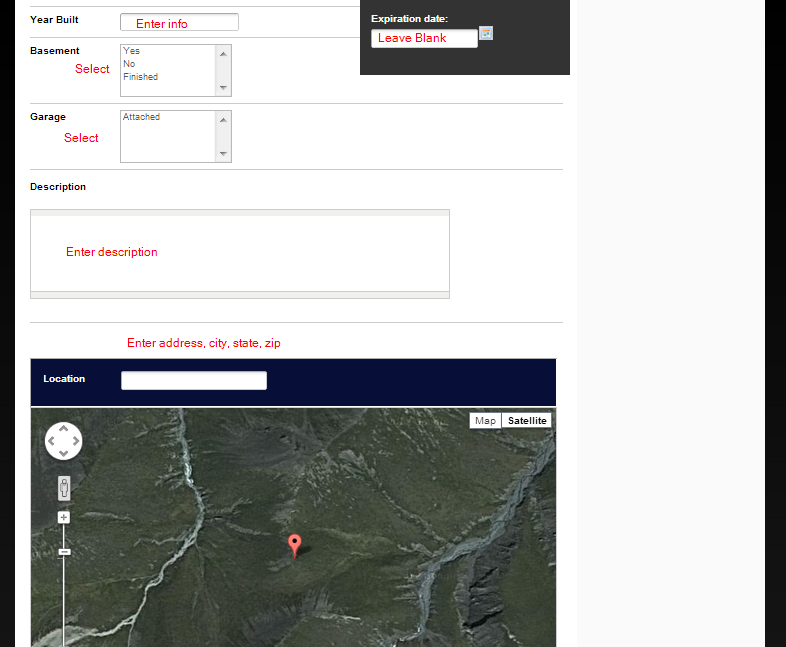 Year Built
Enter info
Expiration date:
Leave Blank
Basement
Select
Yes
No
Finished
Garage
Select
Attached
Description
Enter description
Enter address, city, state, zip
Location
Map
Satellite